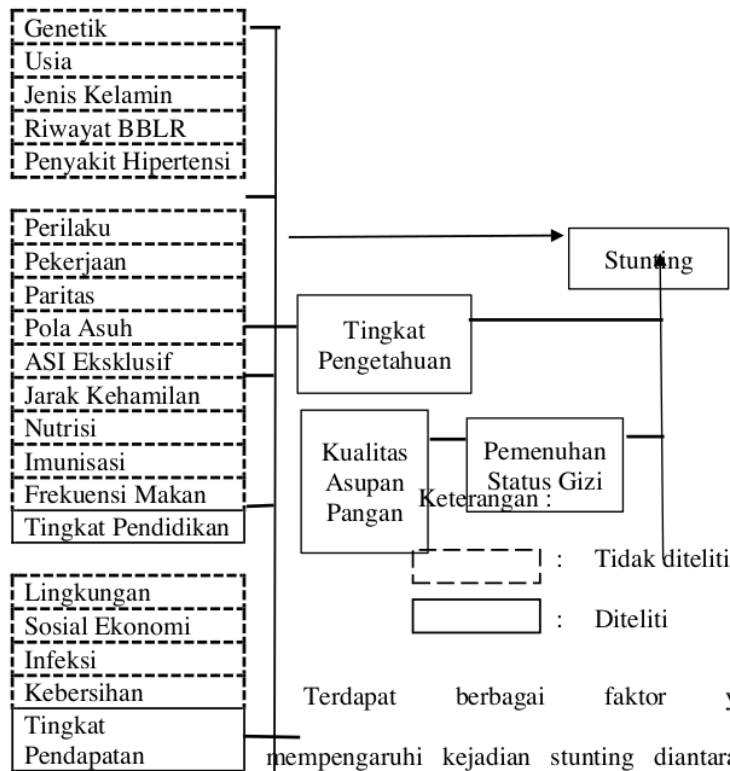 Genetik
Usia
Jenis Kelamin
Riwayat BBLR
Penyakit Hipertensi
Perilaku
Pekerjaan
Paritas
Pola Asuh
ASI Eksklusif
Jarak Kehamilan
Nutrisi
Imunisasi
Frekuensi Makan
Tingkat Pendidikan
Lingkungan
Sosial Ekonomi
Infeksi
Kebersihan
Tingkat
Pendapatan
Tingkat
Pengetahuan
Kualitas
Asupan
Pangan
Pemenuhan
Status Gizi
Stunting
Keterangan :
: Tidak diteliti
: Diteliti
Terdapat berbagai faktor
mempengaruhi kejadian stunting